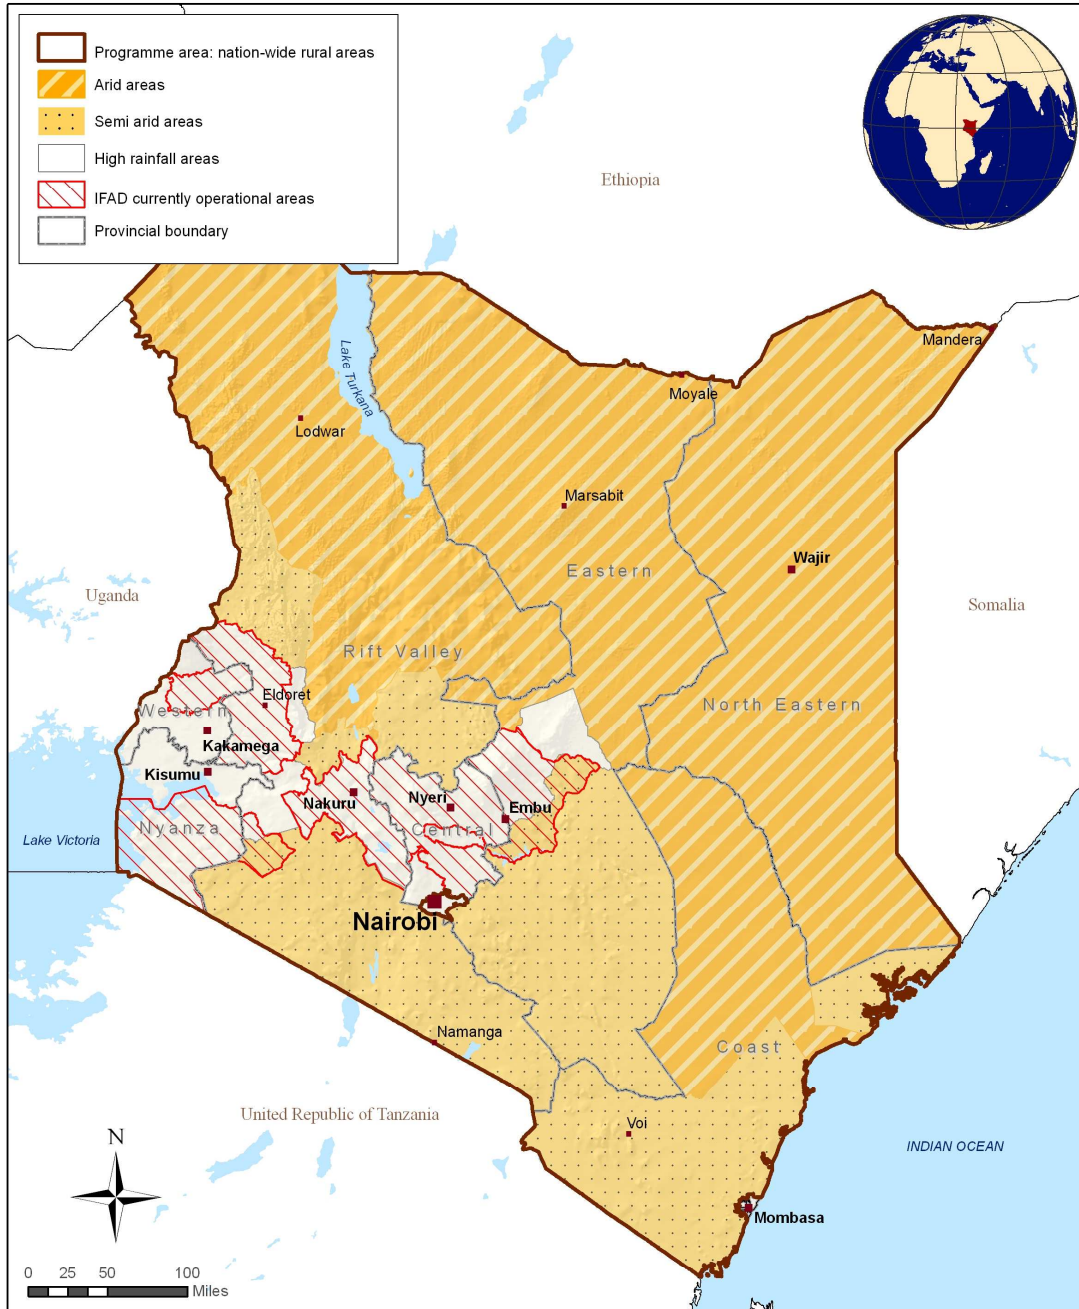 Programme area: nation-wide rural areas
Arid areas
Semi arid areas
High rainfall areas
IFAD currently operational areas
Provincial boundary
Ethiopia
Mandera
Lake Turkana
Moyale
Lodwar
Marsabit
Wajir
Eastern
Uganda
Somalia
Rift Valley
Eldoret
North Eastern
Western
Kakamega
Kisumu
Nakuru
Nyeri
Embu
Nyanza
Central
Lake Victoria
Nairobi
Namanga
Coast
United Republic of Tanzania
Voi
N
INDIAN OCEAN
Mombasa
0 25 50 100
Miles